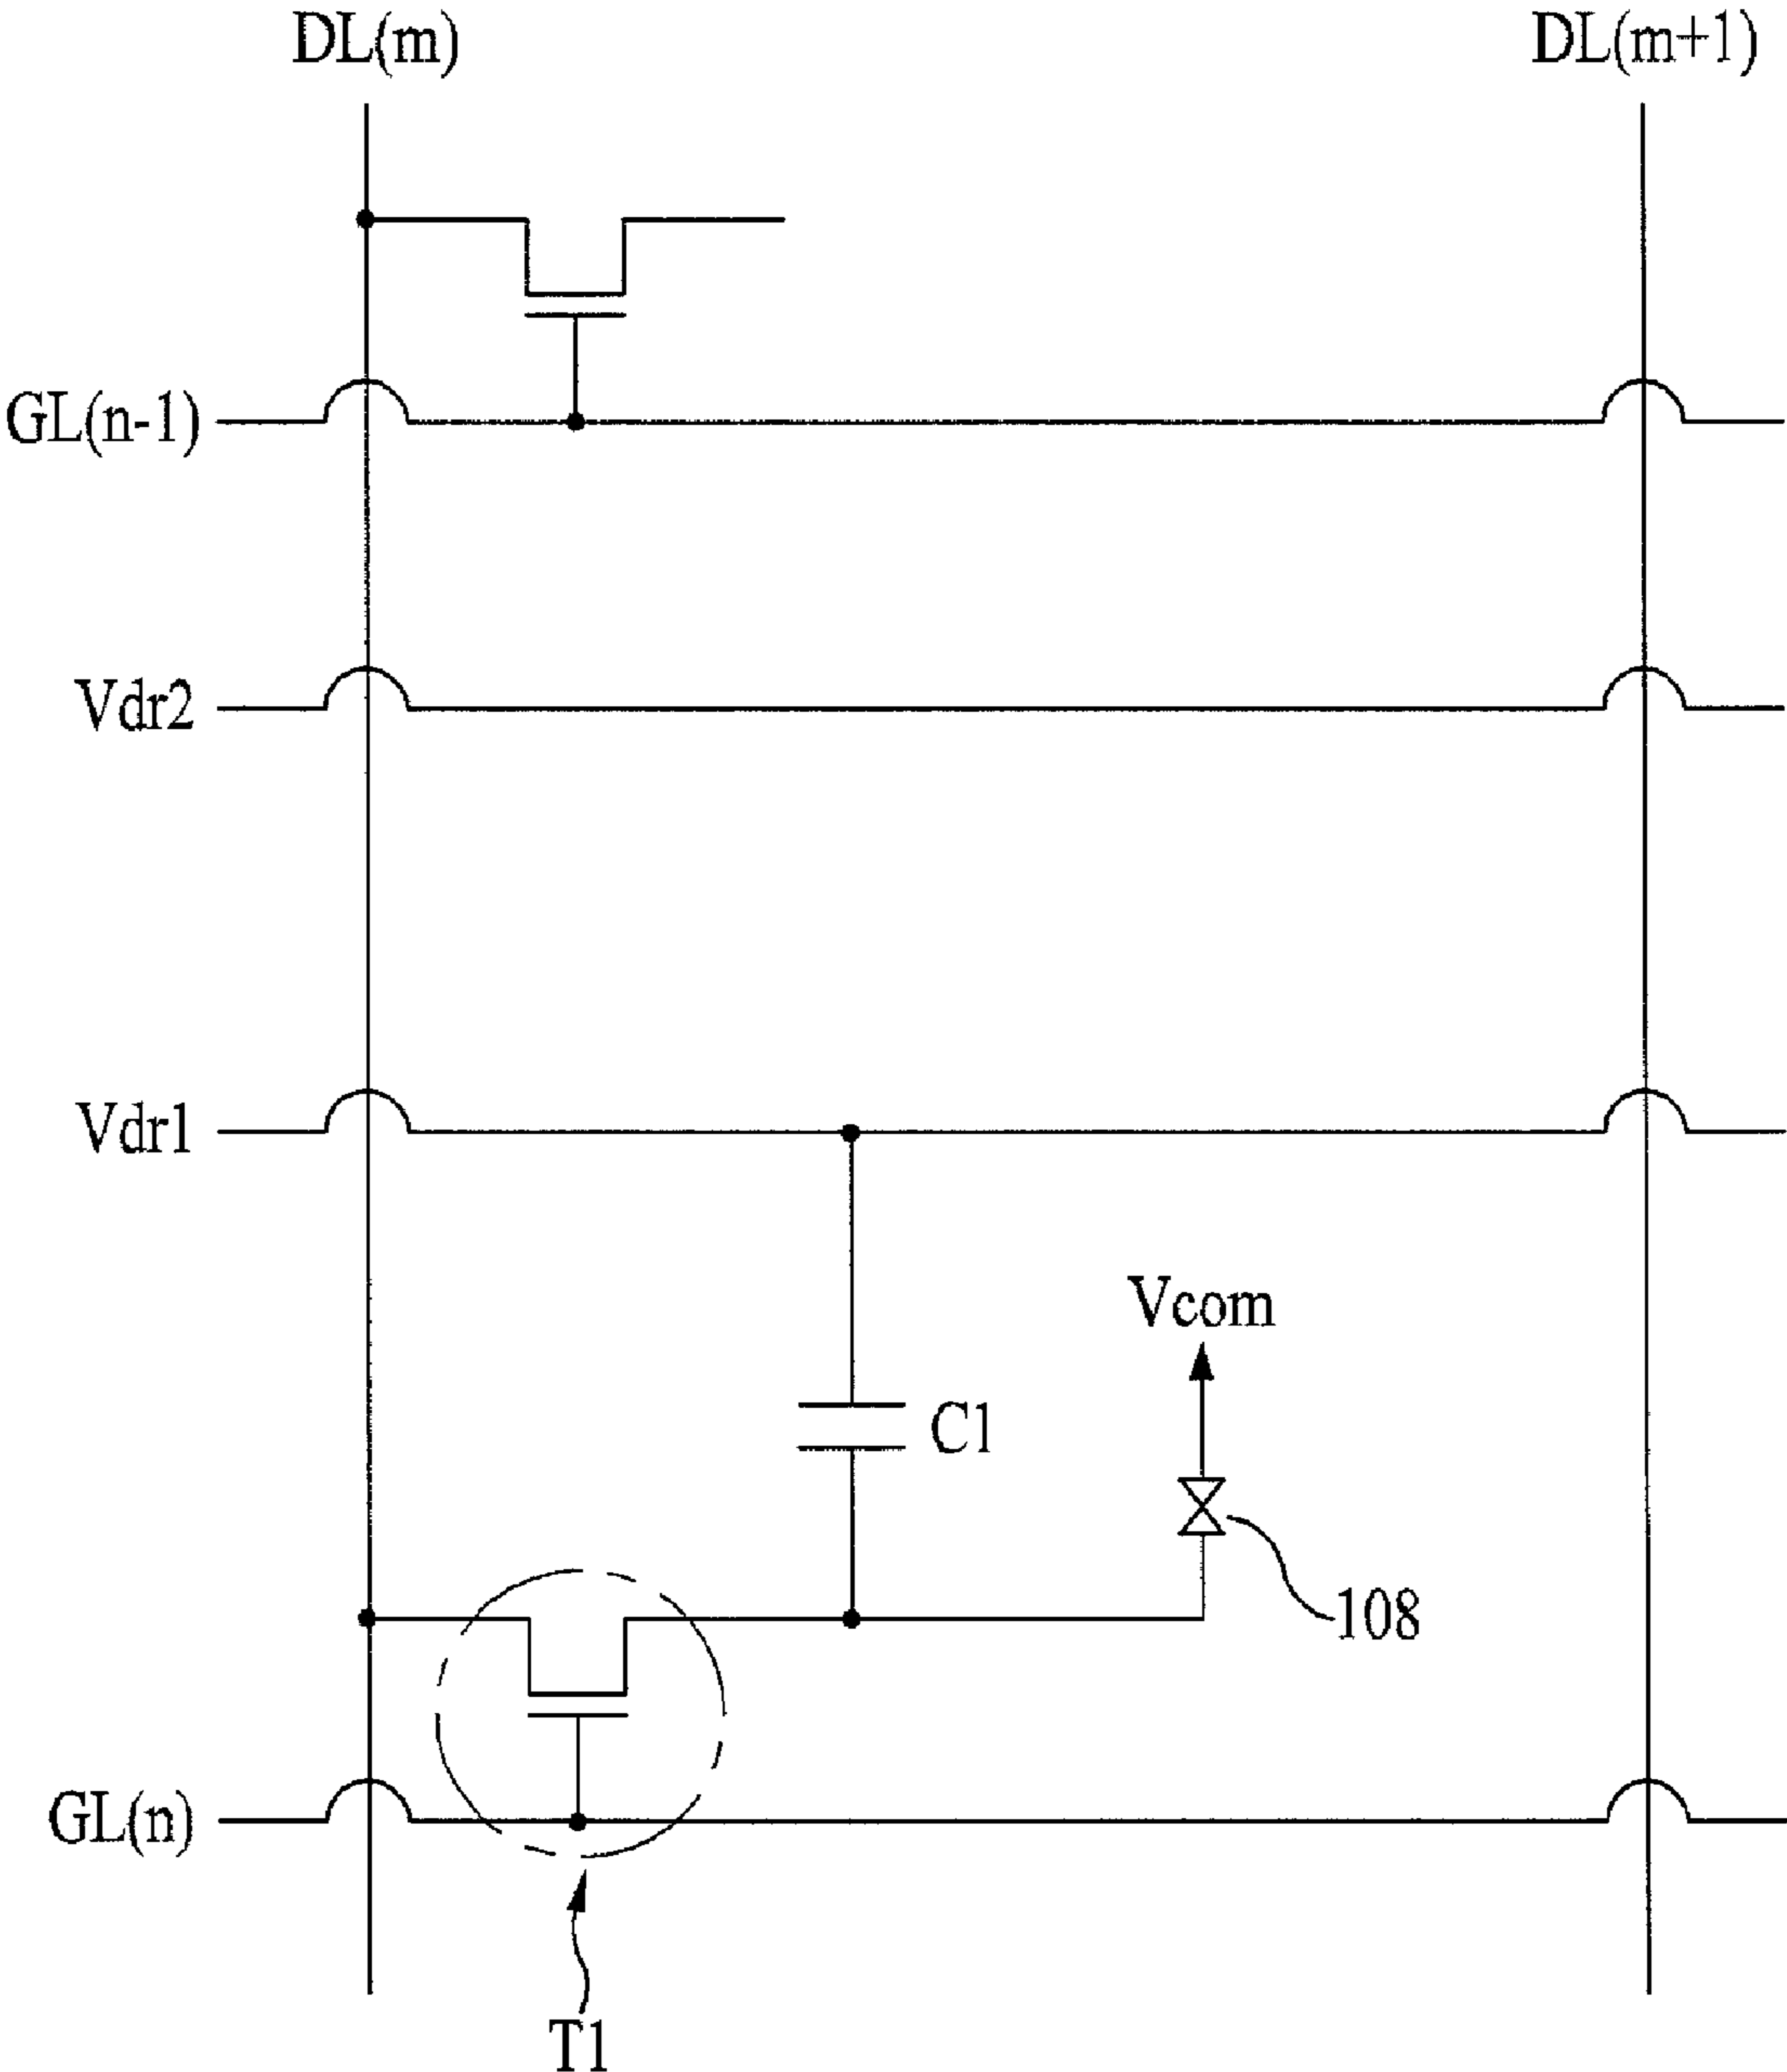 DL(m)
DL(m+1)
GL(n-1)
Vdr2
Vdr1
Vcom
C1
108
GL(n)
T1